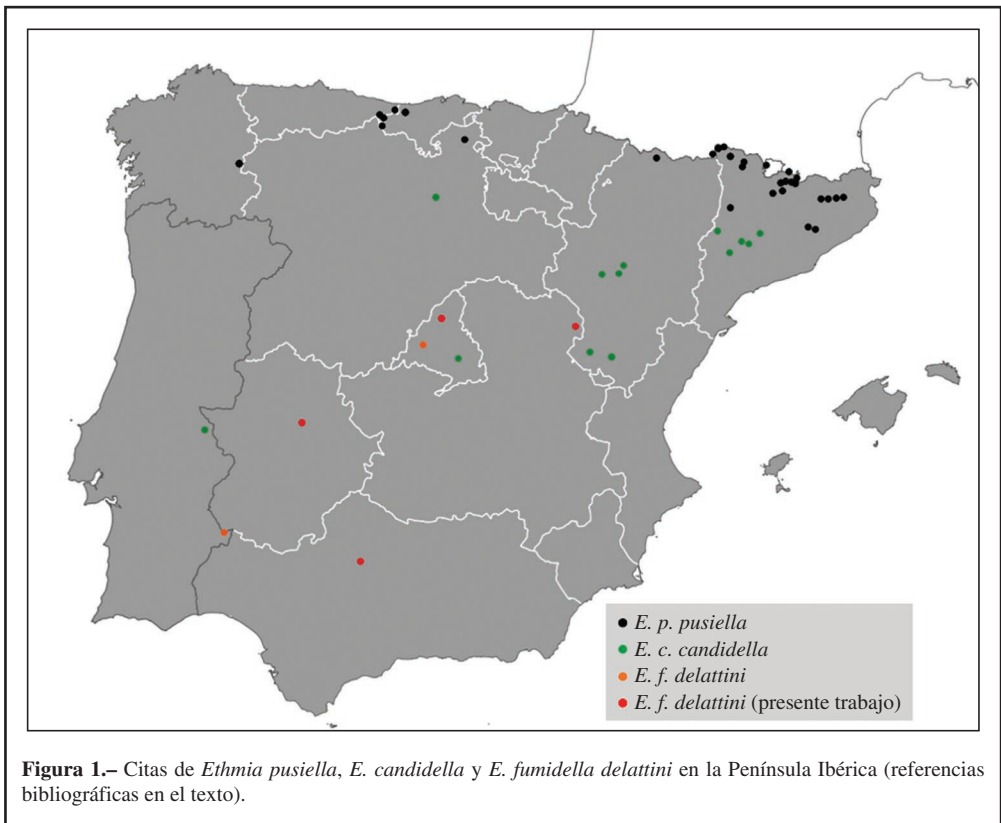 E. p. pusiella
E. c. candidella
E. f. delattini
E. f. delattini (presente trabajo)
Figura 1.– Citas de Ethmia pusiella, E. candidella y E. fumidella delattini en la Península Ibérica (referencias
bibliográficas en el texto).